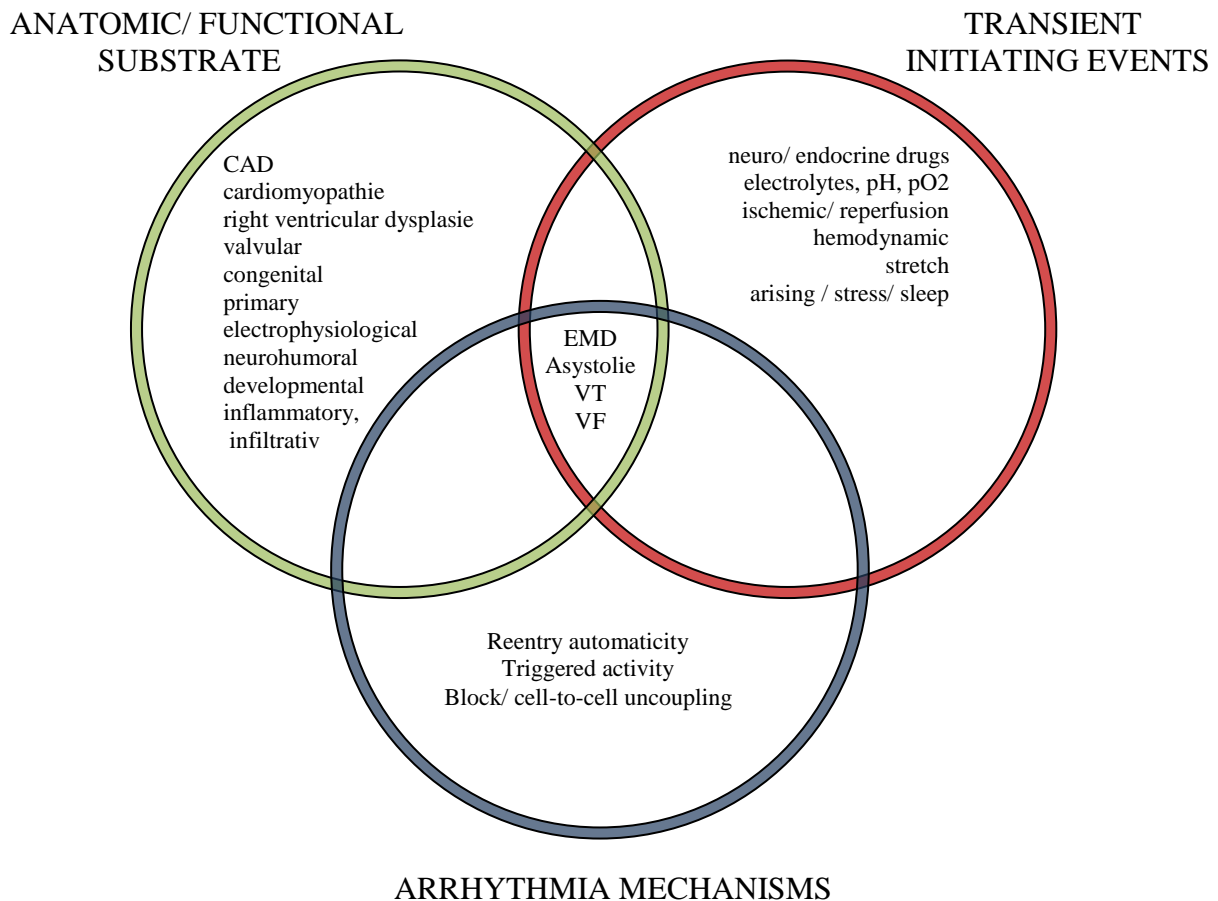 ANATOMIC/ FUNCTIONAL
SUBSTRATE
TRANSIENT
INITIATING EVENTS
CAD
cardiomyopathie
right ventricular dysplasie
valvular
congenital
primary
electrophysiological
neurohumoral
developmental
inflammatory,
infiltrativ
neuro/ endocrine drugs
electrolytes, pH, pO2
ischemic/ reperfusion
hemodynamic
stretch
arising / stress/ sleep
EMD
Asystolie
VT
VF
Reentry automaticity
Triggered activity
Block/ cell-to-cell uncoupling
ARRHYTHMIA MECHANISMS